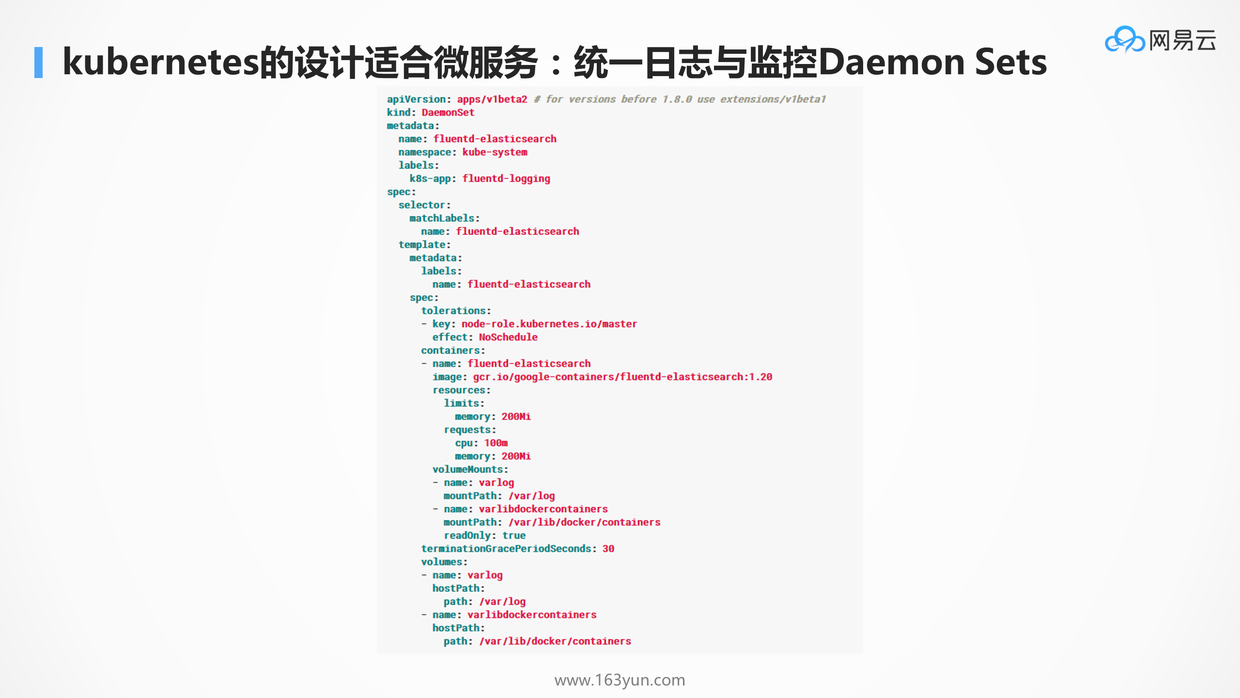 kubernetes的设计适合微服务：统一日志与监控Daemon Sets
网易云
apiVersion: apps/v1beta2 # for versions before 1.8.0 use extensions/v1beta1
kind: DaemonSet
metadata:
  name: fluentd-elasticsearch
  namespace: kube-system
  labels:
    k8s-app: fluentd-logging
spec:
  selector:
    matchLabels:
      name: fluentd-elasticsearch
  template:
    metadata:
      labels:
        name: fluentd-elasticsearch
    spec:
      tolerations:
      - key: node-role.kubernetes.io/master
        effect: NoSchedule
      containers:
      - name: fluentd-elasticsearch
        image: gcr.io/google-containers/fluentd-elasticsearch:1.20
        resources:
          limits:
            memory: 200Mi
          requests:
            cpu: 100m
            memory: 200Mi
        volumeMounts:
        - name: varlog
          mountPath: /var/log
        - name: varlibdockercontainers
          mountPath: /var/lib/docker/containers
          readOnly: true
      terminationGracePeriodSeconds: 30
      volumes:
      - name: varlog
        hostPath:
          path: /var/log
      - name: varlibdockercontainers
        hostPath:
          path: /var/lib/docker/containers
www.163yun.com